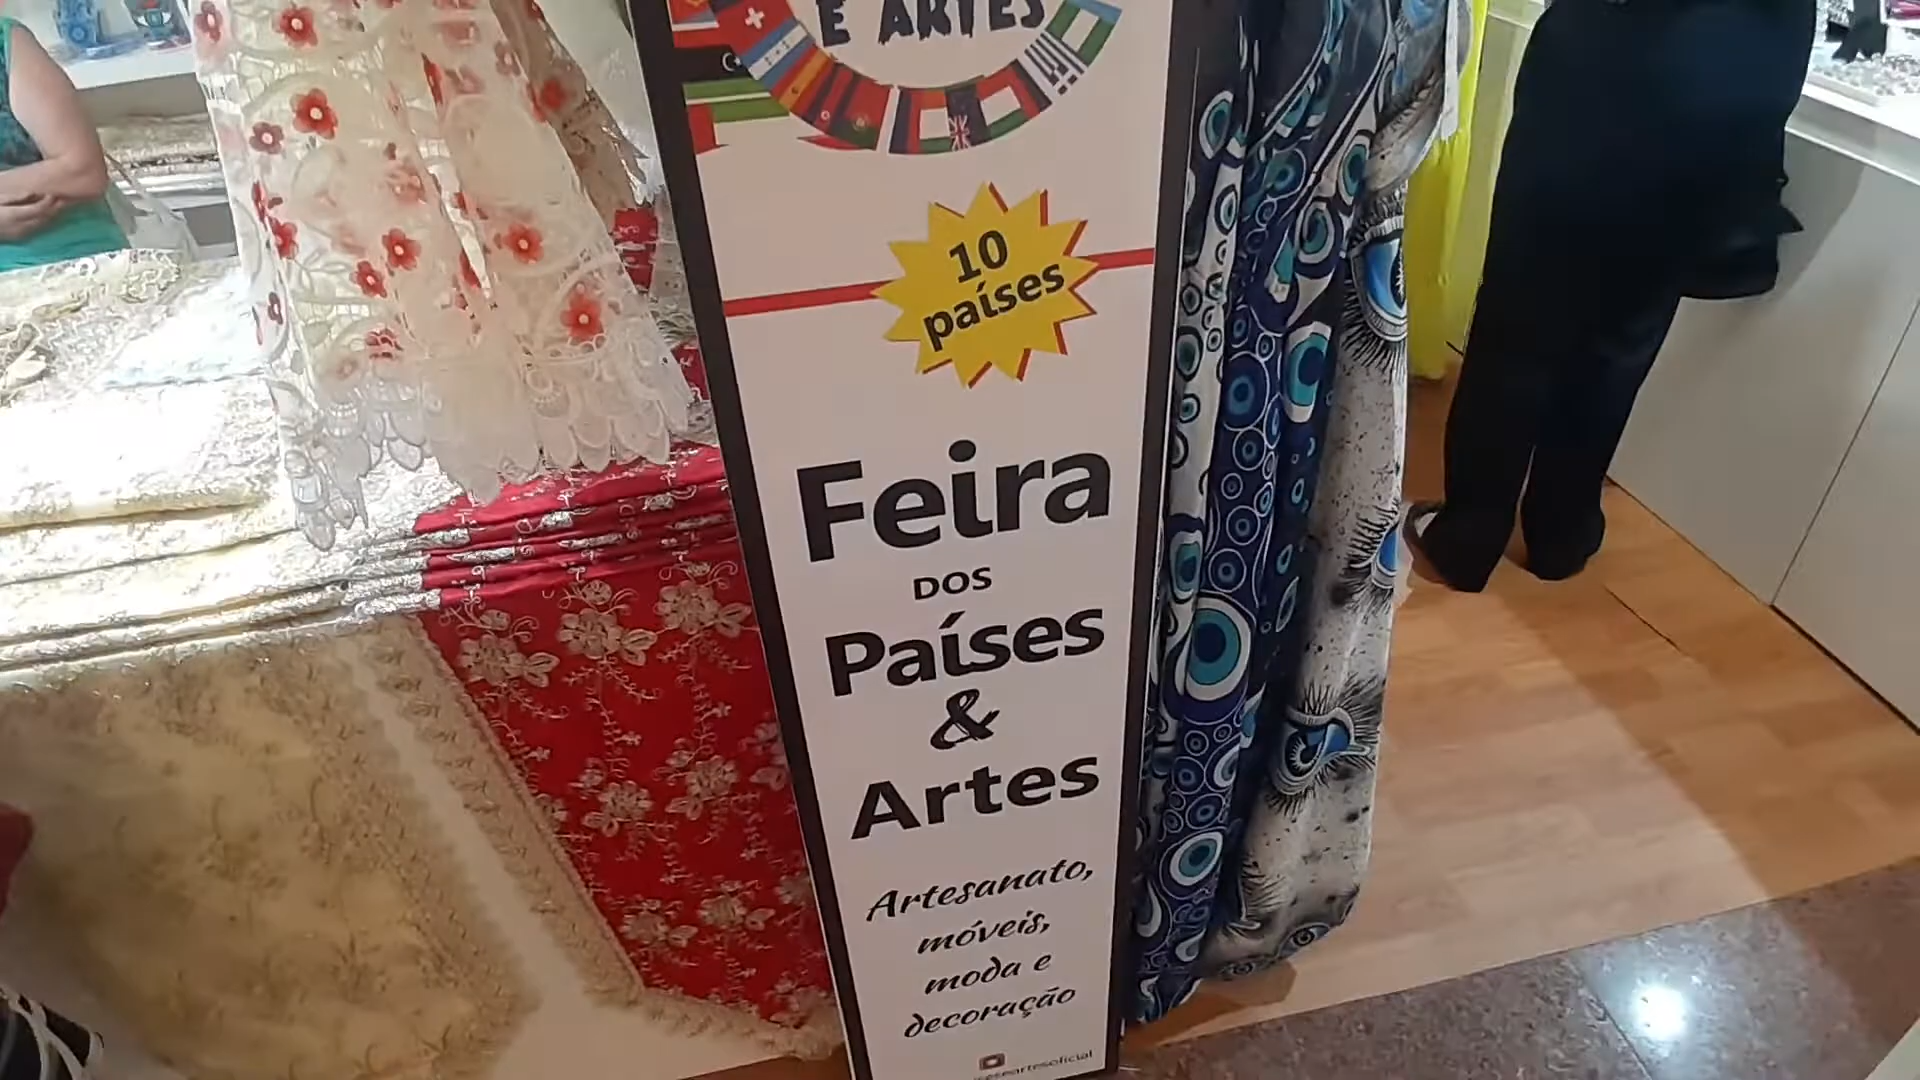 E ARTES
10
países
Feira
DOS
Países
&
Artes
Artesanato,
móveis,
moda e
decoração